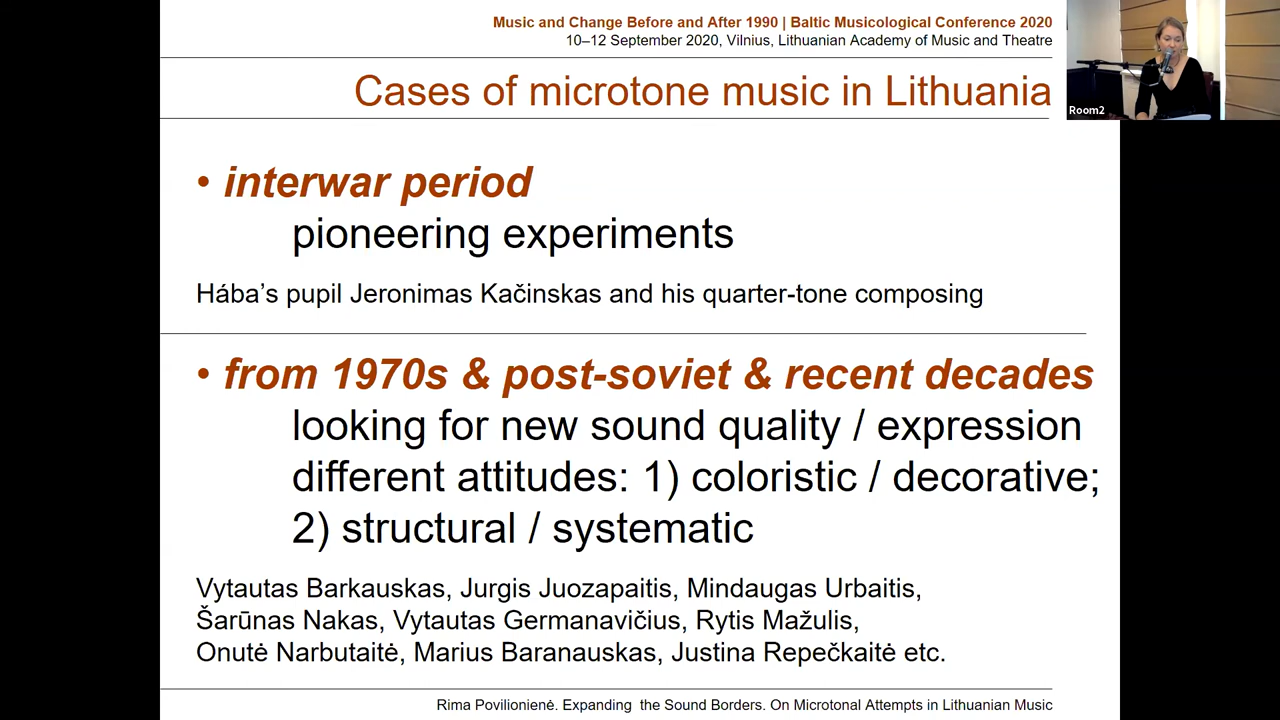 Music and Change Before and After 1990 | Baltic Musicological Conference 2020
10–12 September 2020, Vilnius, Lithuanian Academy of Music and Theatre
Room2
Cases of microtone music in Lithuania
• interwar period
pioneering experiments
Hába's pupil Jeronimas Kačinskas and his quarter-tone composing
• from 1970s & post-soviet & recent decades
looking for new sound quality / expression
different attitudes: 1) coloristic / decorative;
2) structural / systematic
Vytautas Barkauskas, Jurgis Juozapaitis, Mindaugas Urbaitis,
Šarūnas Nakas, Vytautas Germanavičius, Rytis Mažulis,
Onutė Narbutaitė, Marius Baranauskas, Justina Repečkaitė etc.
Rima Povilionienė. Expanding the Sound Borders. On Microtonal Attempts in Lithuanian Music